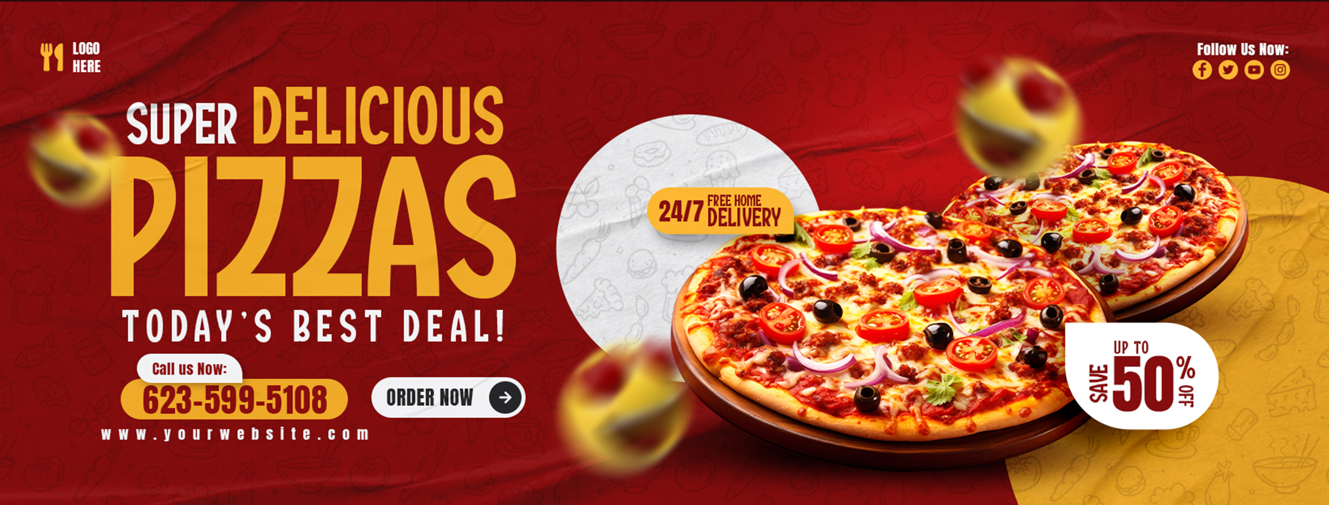 LOGO
HERE
Follow Us Now:
SUPER DELICIOUS
PIZZAS
TODAY'S BEST DEAL!
24/7 FREE HOME
DELIVERY
Call us Now:
623-599-5108
ORDER NOW
www.yourwebsite.com
SAVE
UP TO
50%
OFF